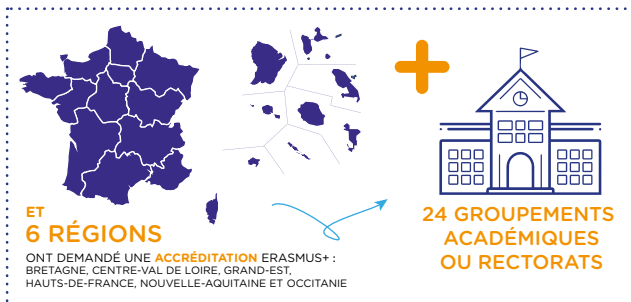 ET
6 RÉGIONS
ONT DEMANDÉ UNE ACCRÉDITATION ERASMUS+ :
BRETAGNE, CENTRE-VAL DE LOIRE, GRAND-EST,
HAUTS-DE-FRANCE, NOUVELLE-AQUITAINE ET OCCITANIE
24 GROUPEMENTS
ACADÉMIQUES
OU RECTORATS